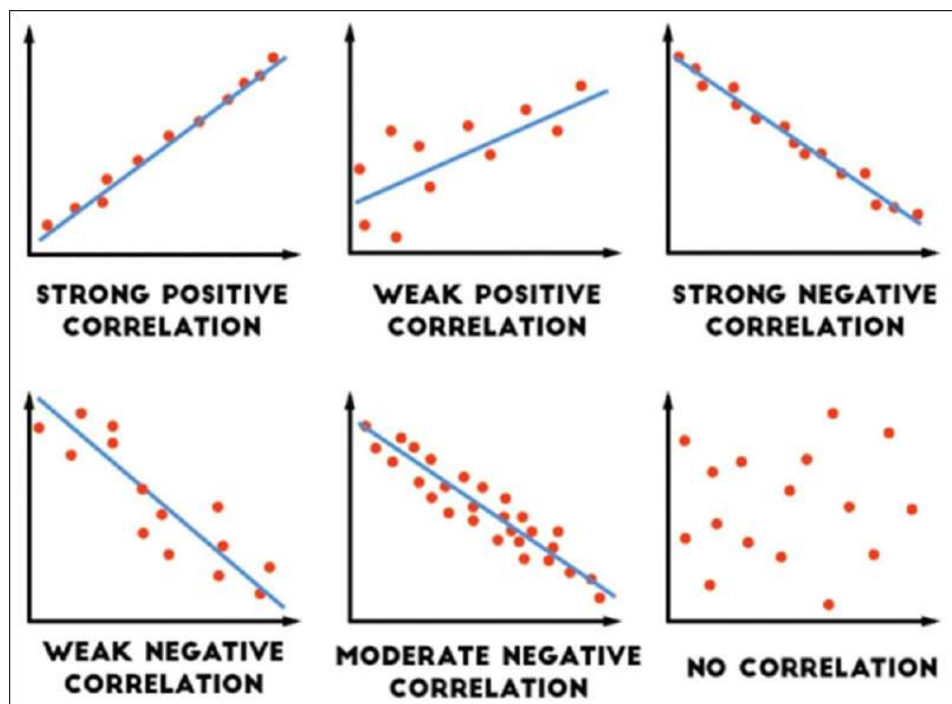 STRONG POSITIVE
CORRELATION
WEAK POSITIVE
CORRELATION
STRONG NEGATIVE
CORRELATION
WEAK NEGATIVE
CORRELATION
MODERATE NEGATIVE
CORRELATION
NO CORRELATION